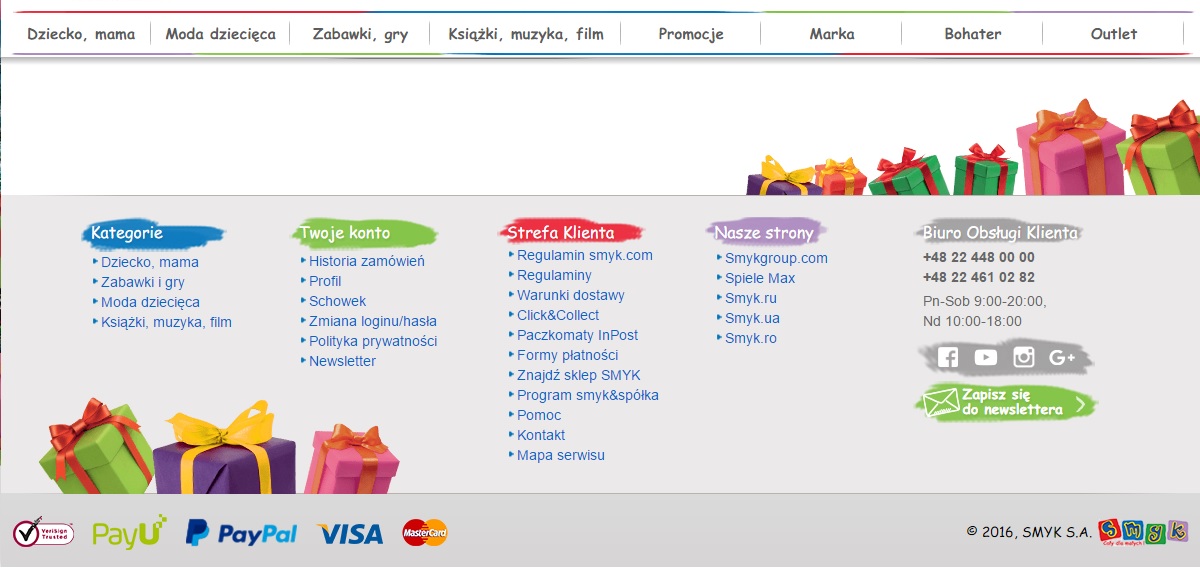 Dziecko, mama
Moda dziecięca
Zabawki, gry
Książki, muzyka, film
Promocje
Marka
Bohater
Outlet
Kategorie
Dziecko, mama
Zabawki i gry
Moda dziecięca
Książki, muzyka, film
Twoje konto
Historia zamówień
Profil
Schowek
Zmiana loginu/hasła
Polityka prywatności
Newsletter
Strefa Klienta
Regulamin smyk.com
Regulaminy
Warunki dostawy
Click&Collect
Paczkomaty InPost
Formy płatności
Znajdź sklep SMYK
Program smyk&spółka
Pomoc
Kontakt
Mapa serwisu
Nasze strony
Smykgroup.com
Spiele Max
Smyk.ru
Smyk.ua
Smyk.ro
Biuro Obsługi Klienta
+48 22 448 00 00
+48 22 461 02 82
Pn-Sob 9:00-20:00,
Nd 10:00-18:00
G+
Zapisz się
do newslettera
VeriSign
Trusted
PayU
PayPal
VISA
MasterCard
© 2016, SMYK S.A.
smyk
Cały dla małych!